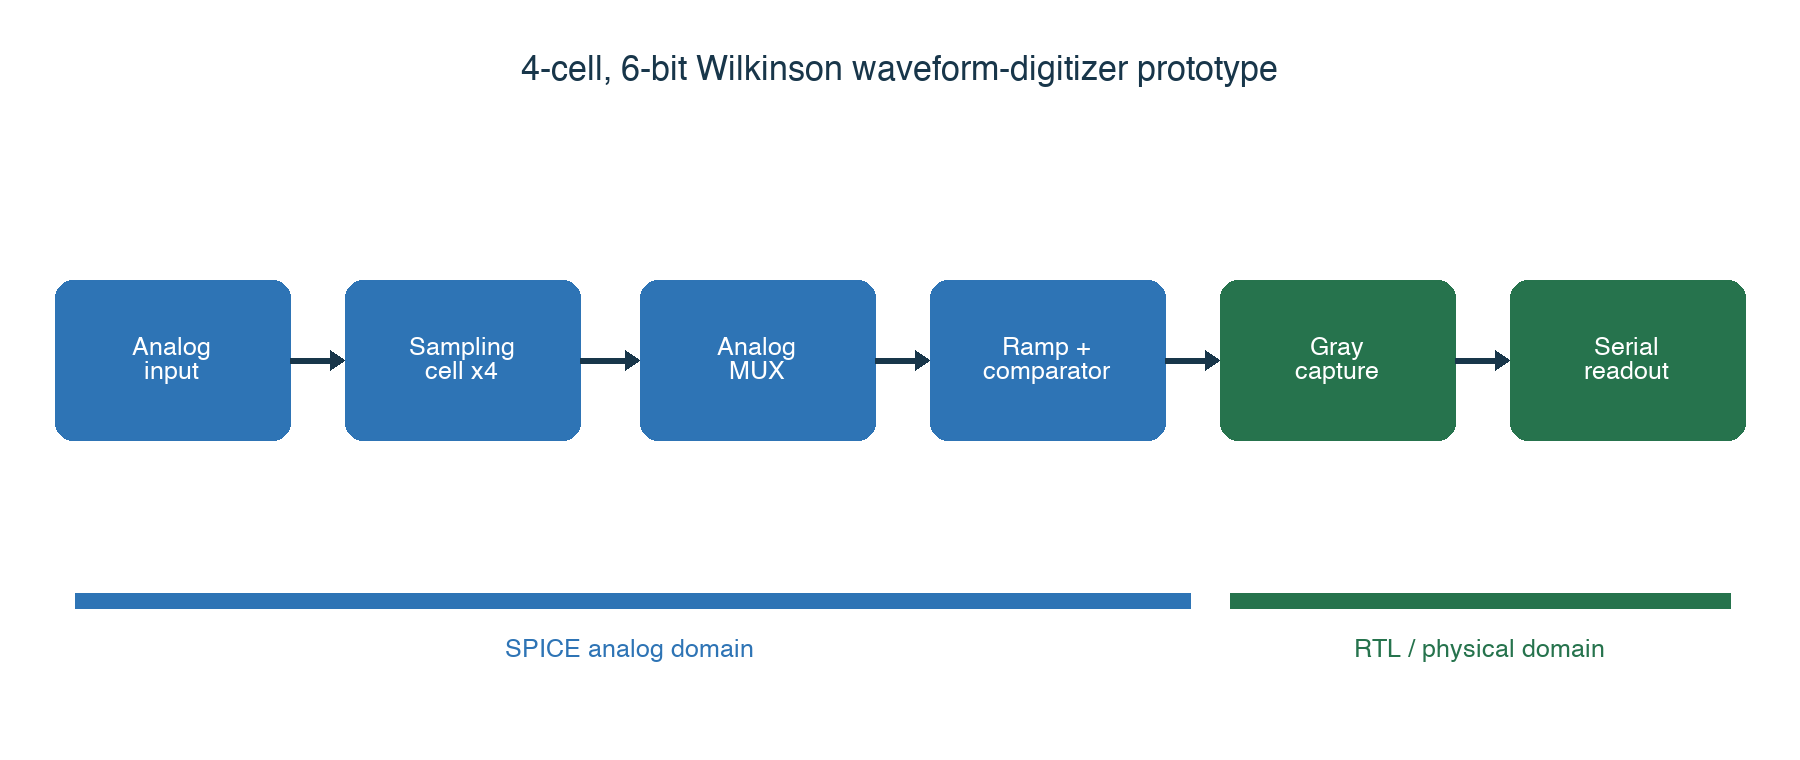 4-cell, 6-bit Wilkinson waveform-digitizer prototype
Analog
input
Sampling
cell x4
Analog
MUX
Ramp +
comparator
Gray
capture
Serial
readout
SPICE analog domain
RTL / physical domain